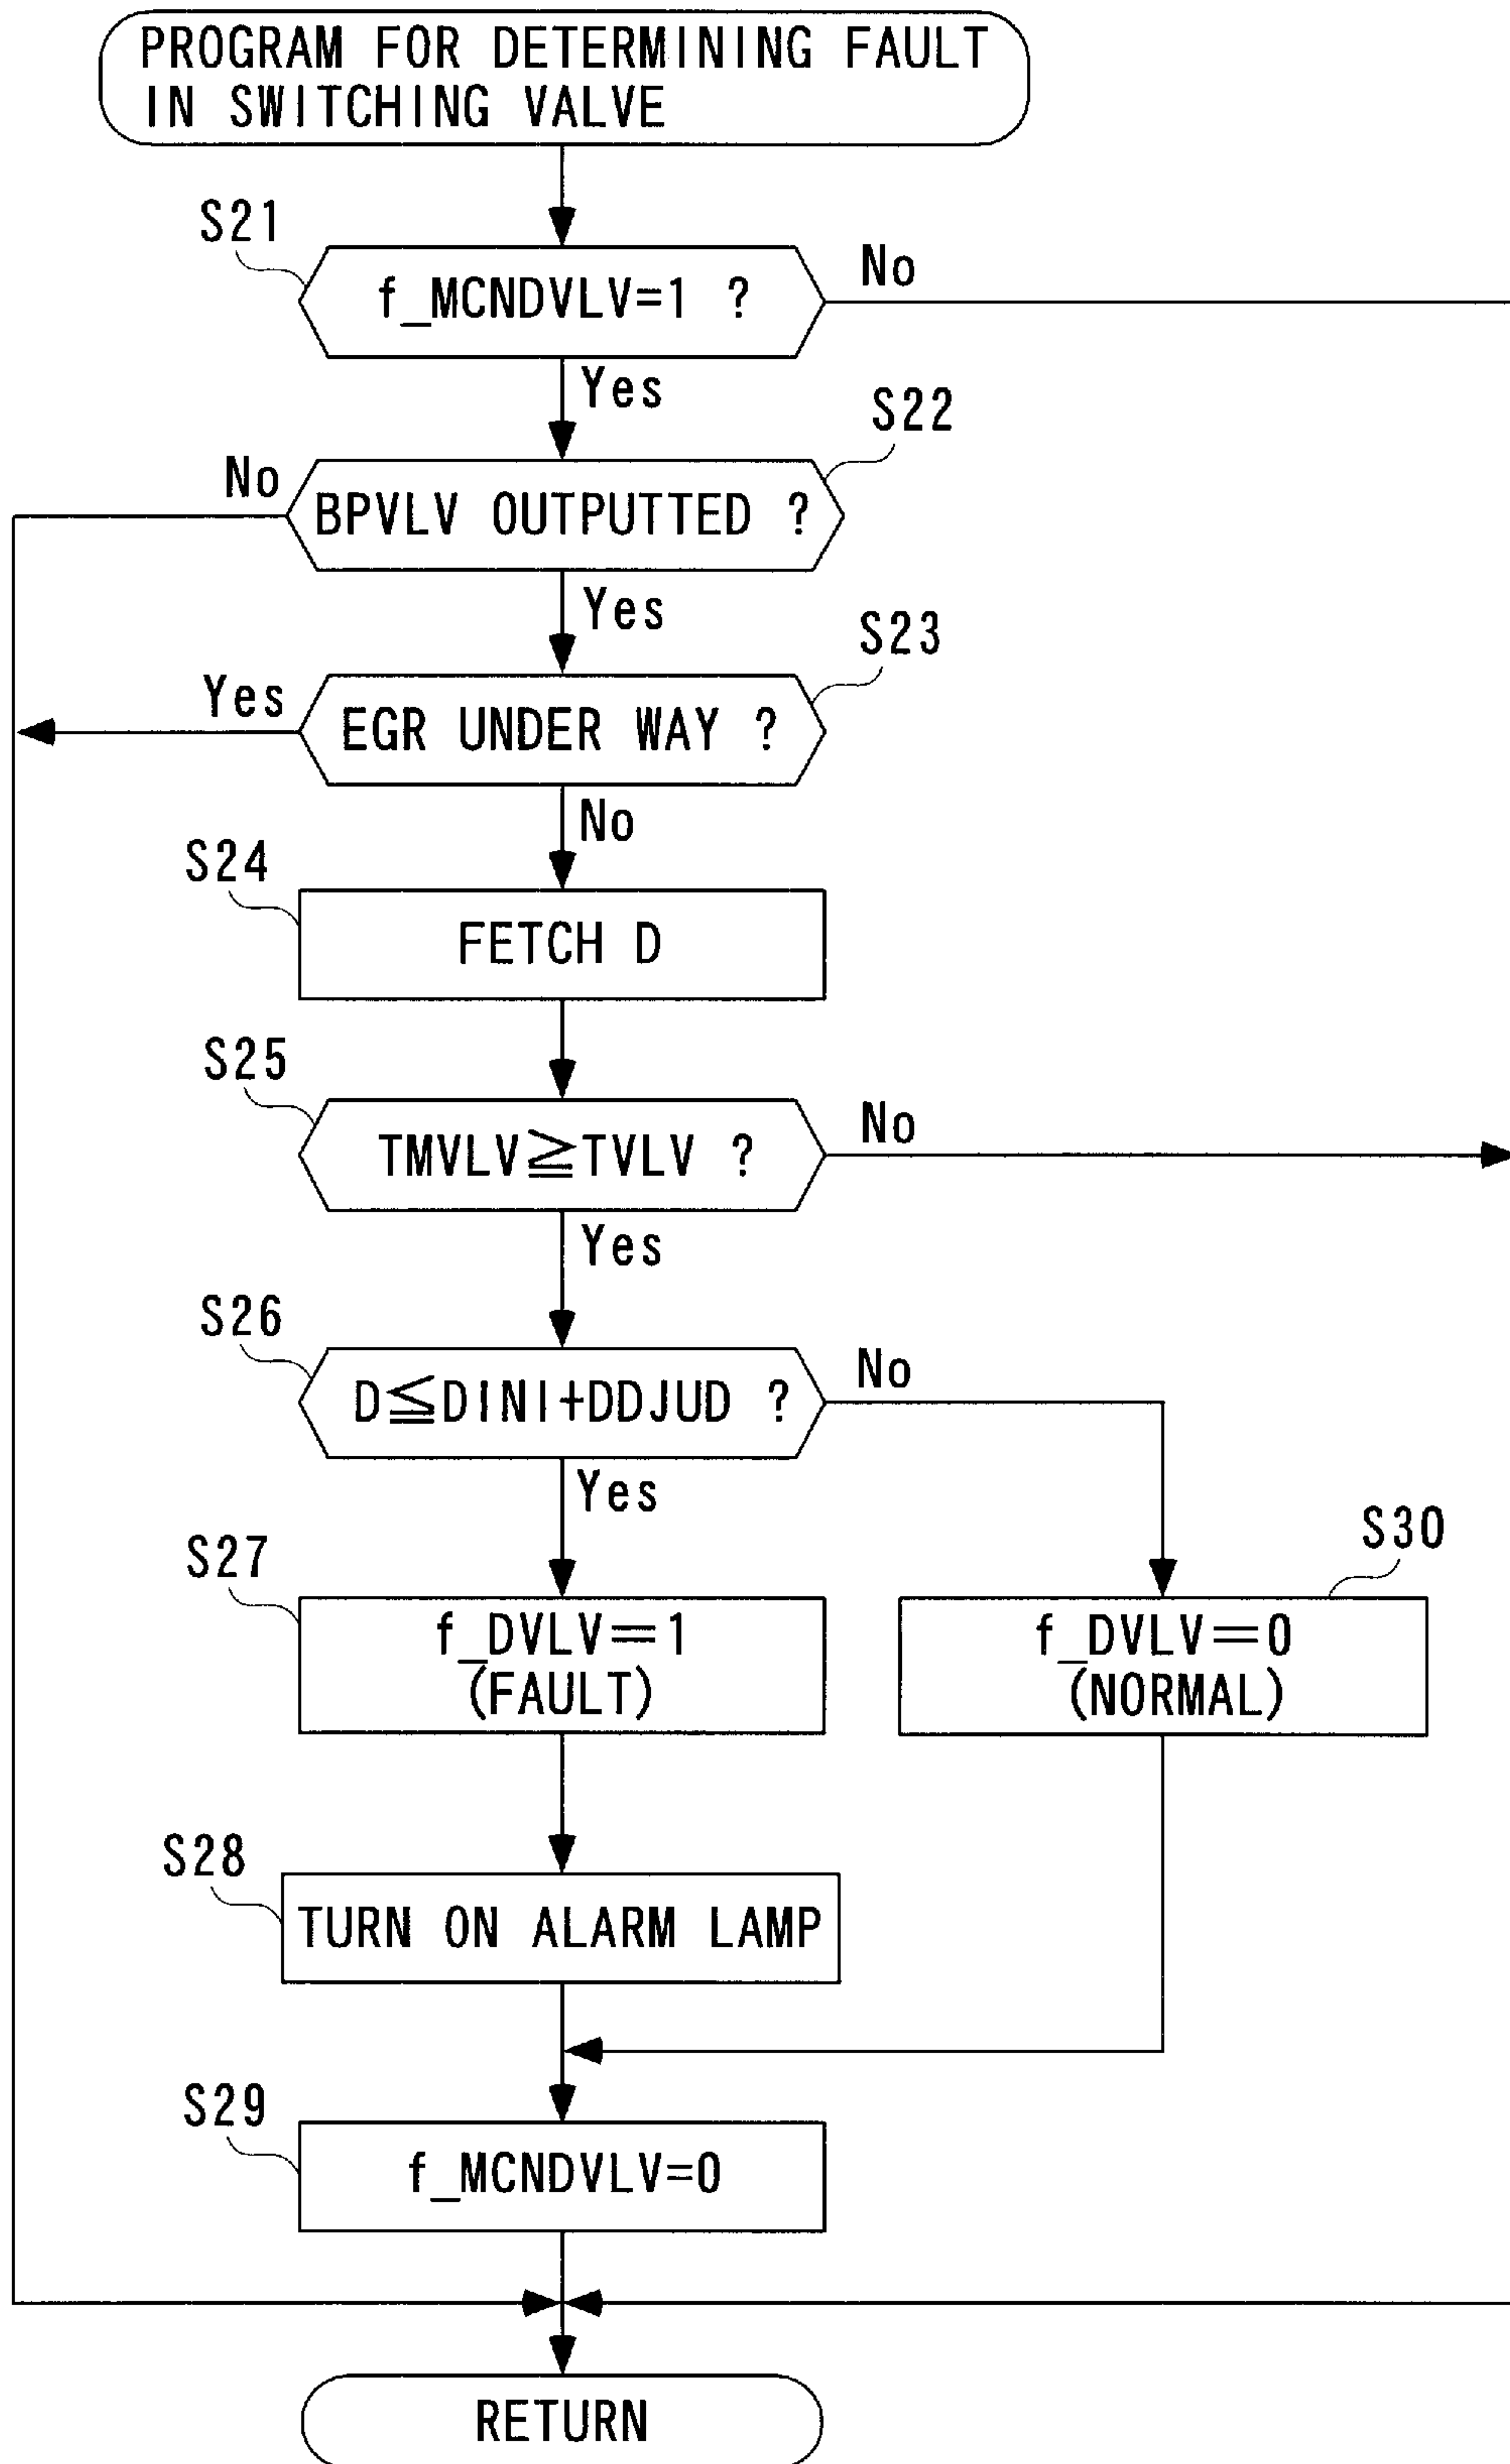 PROGRAM FOR DETERMINING FAULT
IN SWITCHING VALVE
S21
f_MCNDVLV=1 ?
No
Yes
S22
No
BPVLV OUTPUTTED ?
Yes
S23
Yes
EGR UNDER WAY ?
No
S24
FETCH D
S25
TMVLV≧TVLV ?
No
Yes
S26
D≦DINI+DDJUD ?
No
Yes
S27
f_DVLV=1
(FAULT)
S30
f_DVLV=0
(NORMAL)
S28
TURN ON ALARM LAMP
S29
f_MCNDVLV=0
RETURN